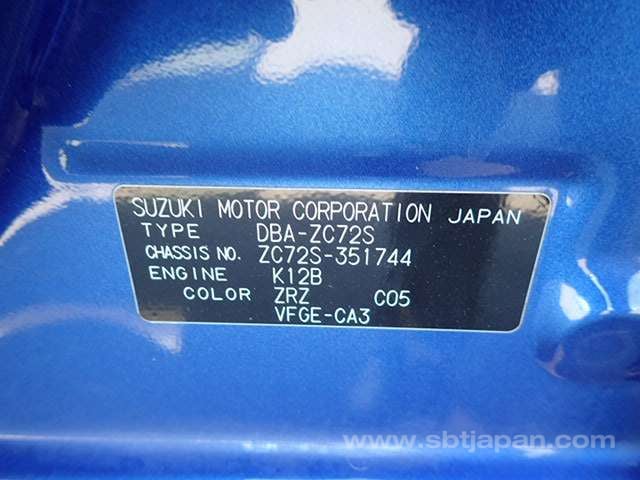 SUZUKI MOTOR CORPORATION JAPAN
TYPE DBA-ZC72S
CHASSIS NO. ZC72S-351744
ENGINE K12B
COLOR ZRZ C05
VFGE-CA3
www.sbtjapan.com